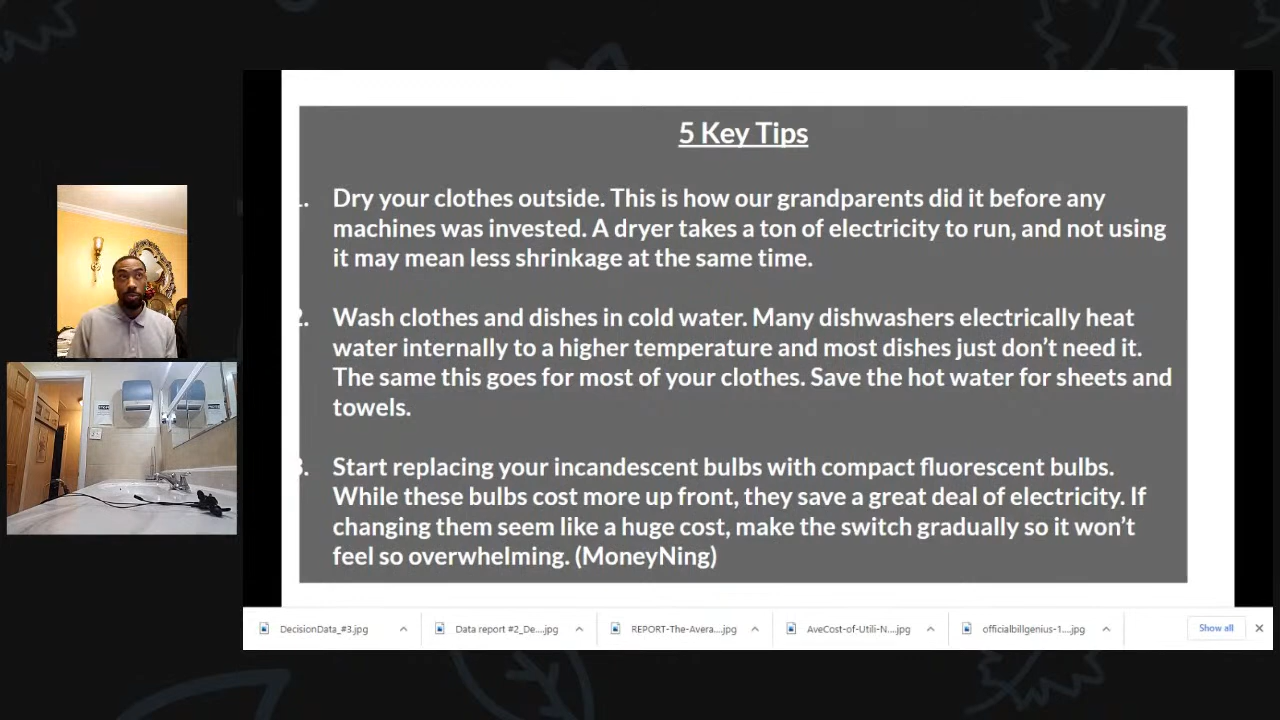 5 Key Tips
1. Dry your clothes outside. This is how our grandparents did it before any
machines was invested. A dryer takes a ton of electricity to run, and not using
it may mean less shrinkage at the same time.
2. Wash clothes and dishes in cold water. Many dishwashers electrically heat
water internally to a higher temperature and most dishes just don’t need it.
The same this goes for most of your clothes. Save the hot water for sheets and
towels.
3. Start replacing your incandescent bulbs with compact fluorescent bulbs.
While these bulbs cost more up front, they save a great deal of electricity. If
changing them seem like a huge cost, make the switch gradually so it won’t
feel so overwhelming. (MoneyNing)
DecisionData_#3.jpg
Data report #2_De....jpg
REPORT-The-Avera....jpg
AveCost-of-Utili-N....jpg
officialbillgenius-1....jpg
Show all